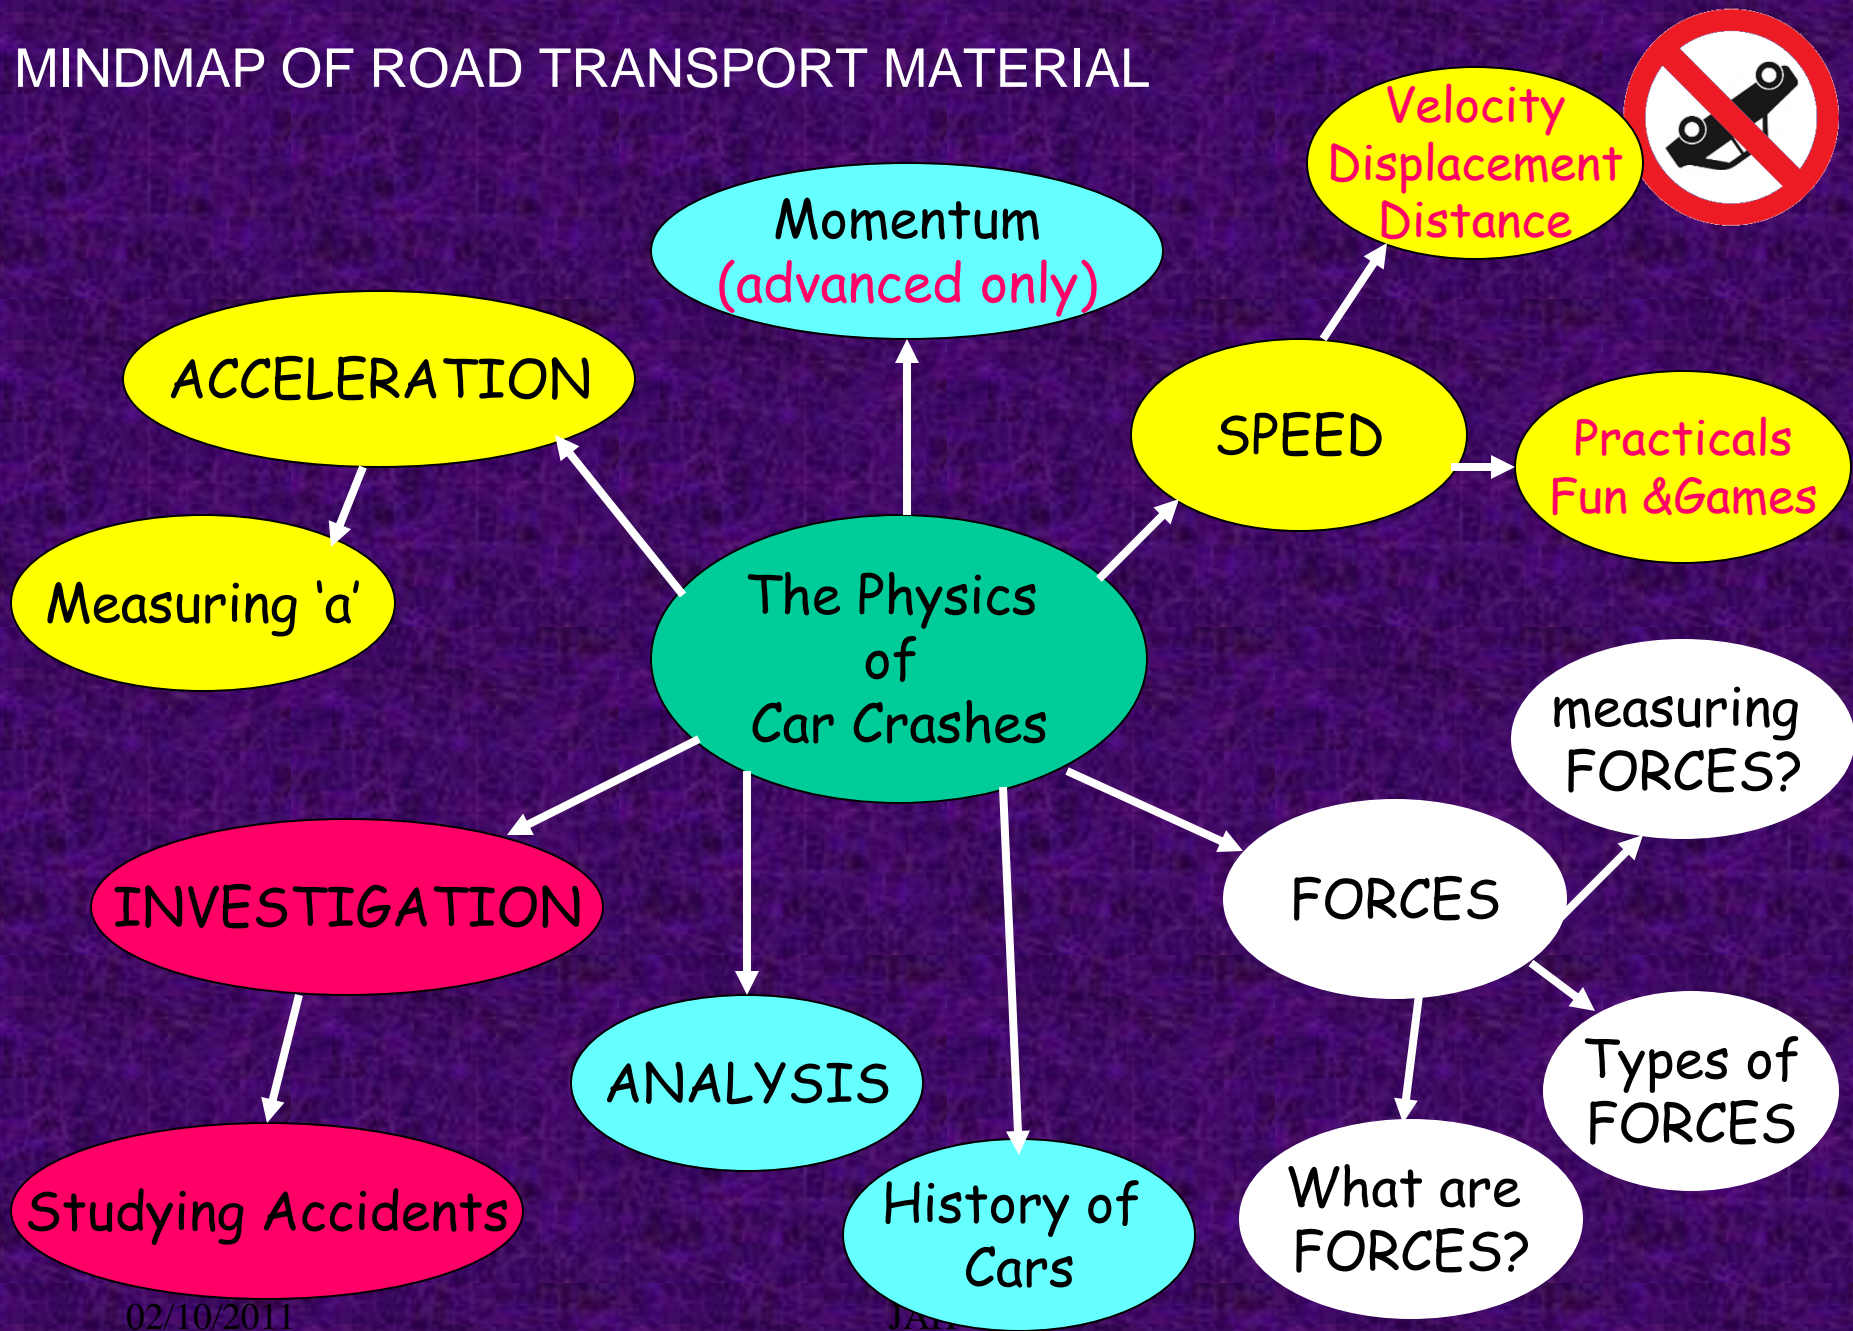 MINDMAP OF ROAD TRANSPORT MATERIAL
Velocity
Displacement
Distance
Momentum
(advanced only)
ACCELERATION
SPEED
Practicals
Fun &Games
Measuring ‘a’
The Physics
of
Car Crashes
measuring
FORCES?
INVESTIGATION
FORCES
ANALYSIS
Types of
FORCES
Studying Accidents
History of
Cars
What are
FORCES?
02/10/2011